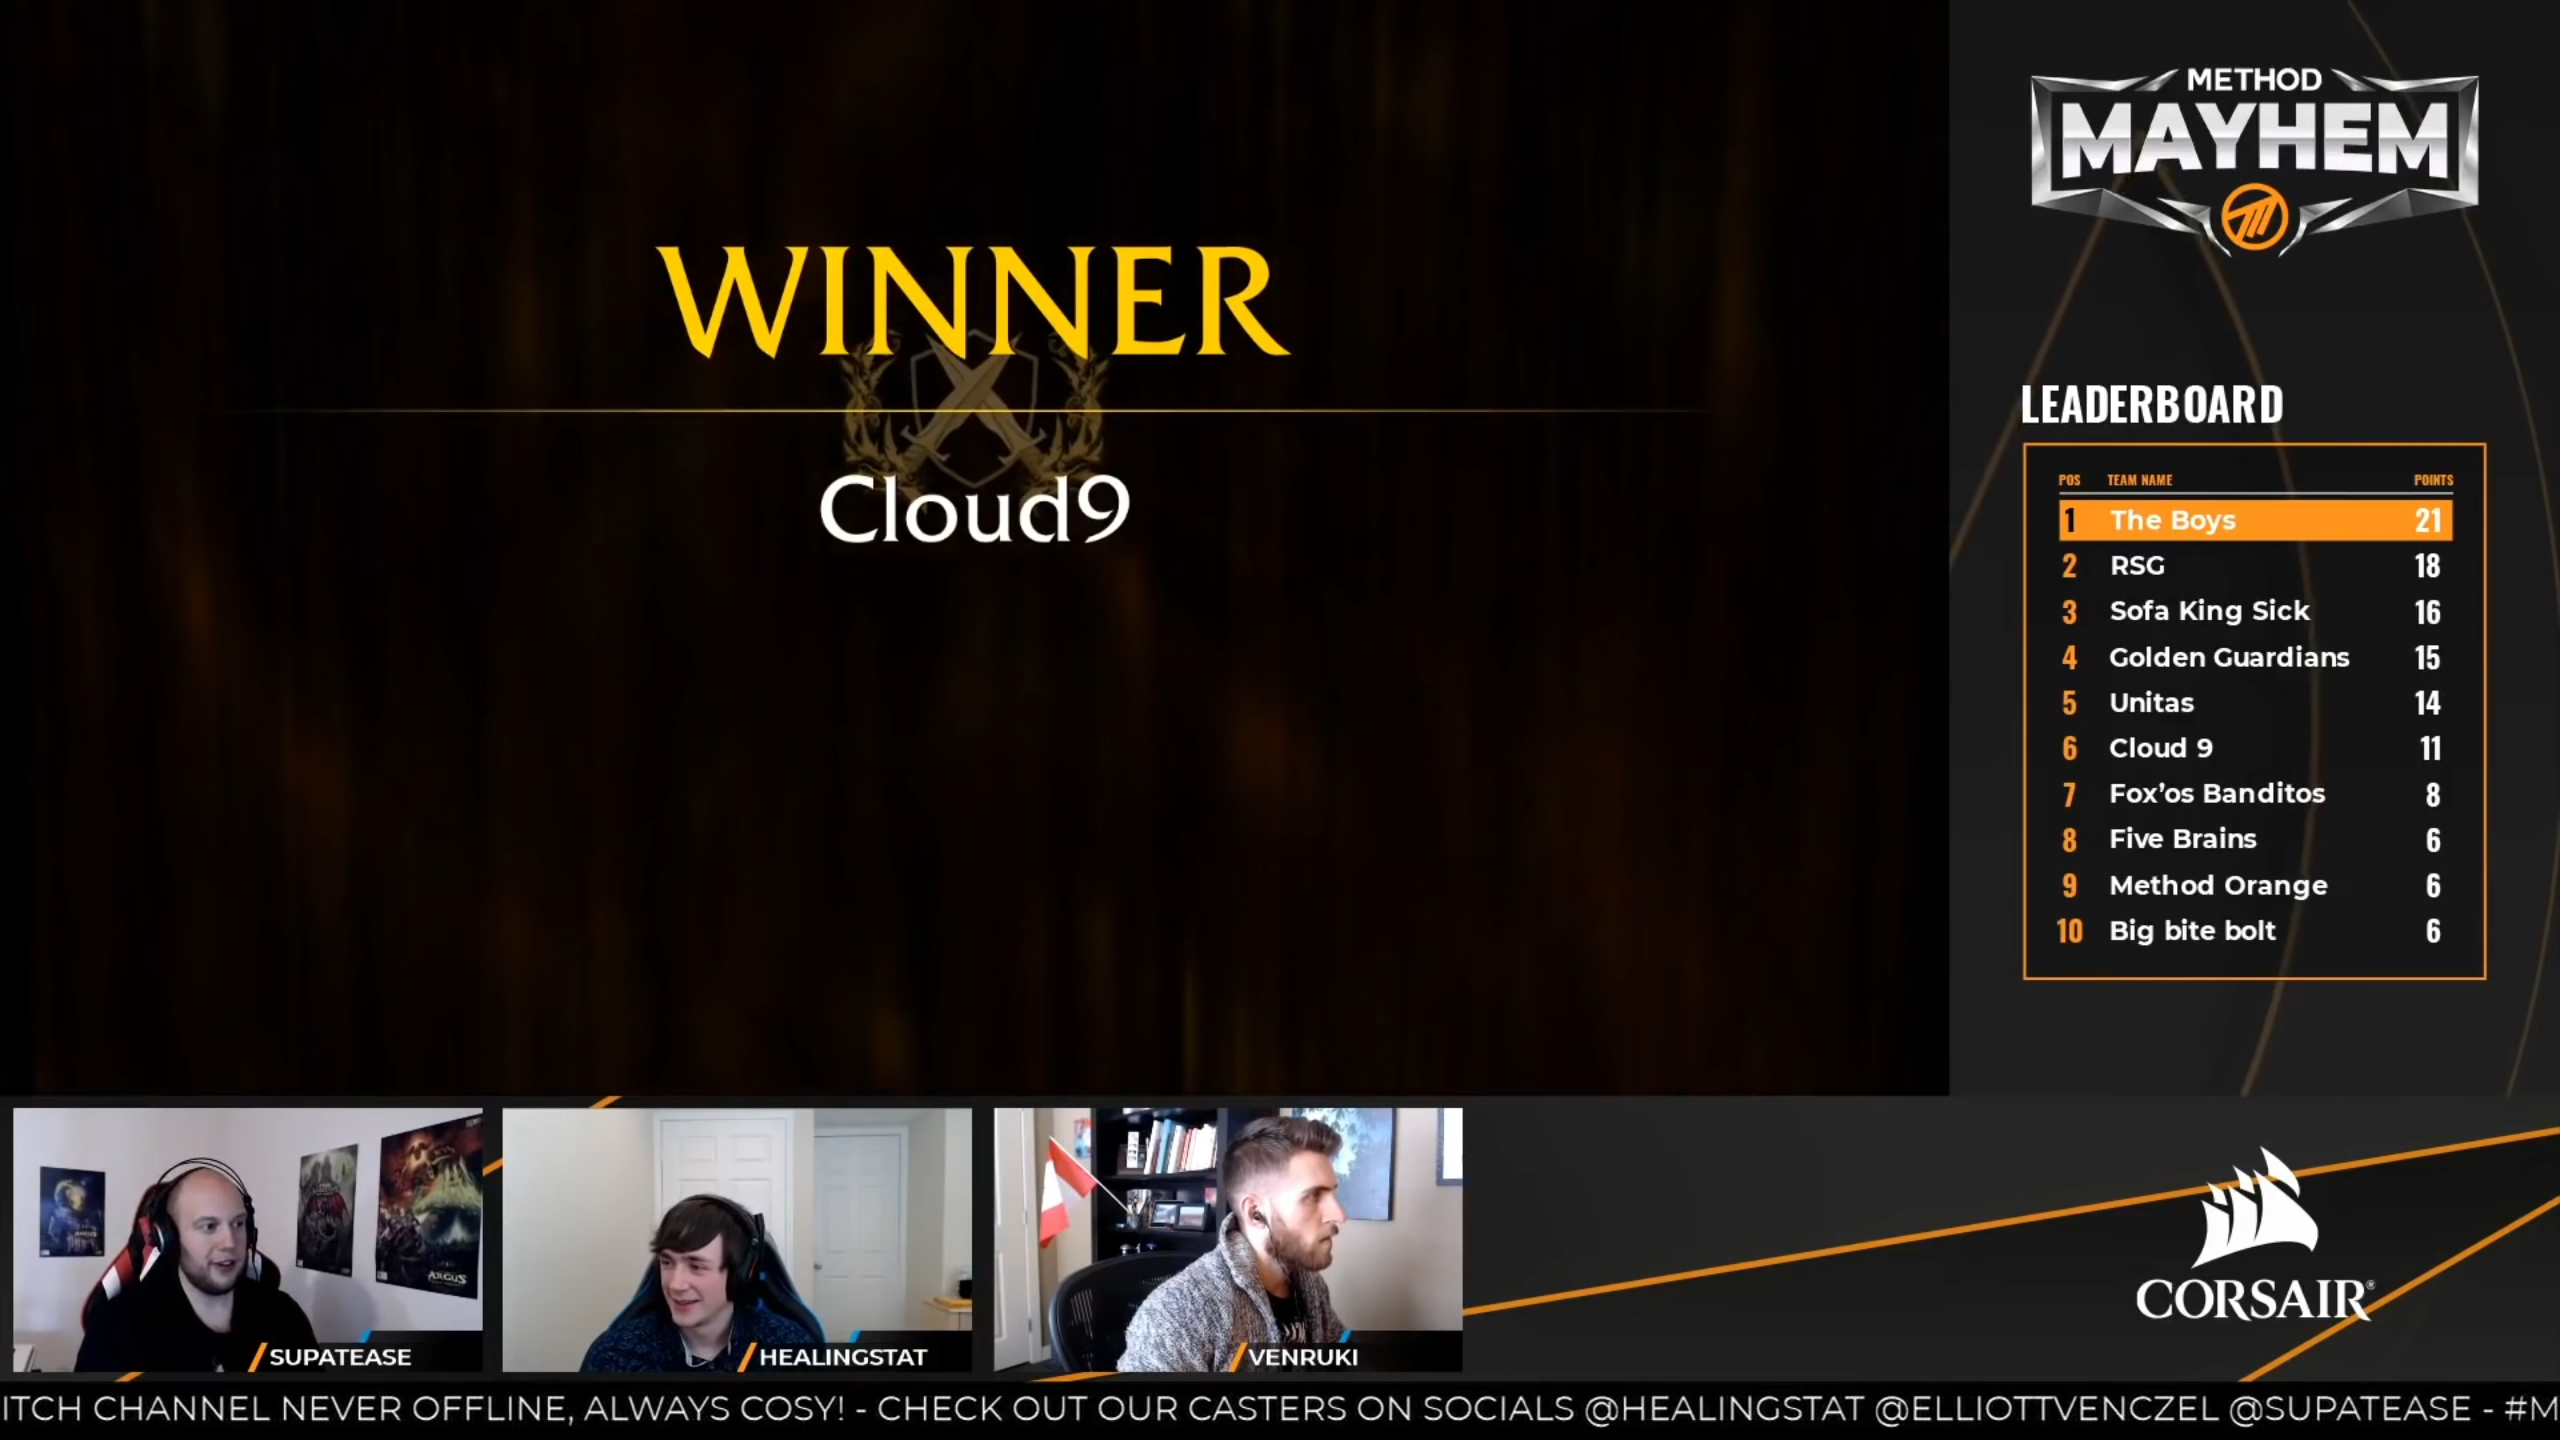 WINNER
Cloud9
METHOD
MAYHEM
LEADERBOARD
POS TEAM NAME POINTS
1 The Boys 21
2 RSG 18
3 Sofa King Sick 16
4 Golden Guardians 15
5 Unitas 14
6 Cloud 9 11
7 Fox’os Banditos 8
8 Five Brains 6
9 Method Orange 6
10 Big bite bolt 6
ARGUS
SUPATEASE
HEALINGSTAT
VENRUKI
CORSAIR®
ITCH CHANNEL NEVER OFFLINE, ALWAYS COSY! - CHECK OUT OUR CASTERS ON SOCIALS @HEALINGSTAT @ELLIOTTVENCZEL @SUPATEASE - #M